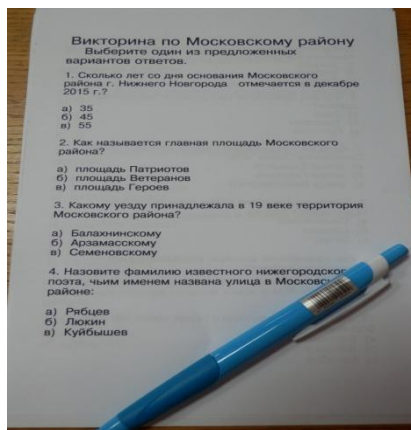 Викторина по Московскому району
Выберите один из предложенных
вариантов ответов.
1. Сколько лет со дня основания Московского
района г. Нижнего Новгорода отмечается в декабре
2015 г.?
а) 35
б) 45
в) 55
2. Как называется главная площадь Московского
района?
а) площадь Патриотов
б) площадь Ветеранов
в) площадь Героев
3. Какому уезду принадлежала в 19 веке территория
Московского района?
а) Балахнинскому
б) Арзамасскому
в) Семеновскому
4. Назовите фамилию известного нижегородского
поэта, чьим именем названа улица в
районе:
а) Рябцев
б) Люкин
в) Куйбышев